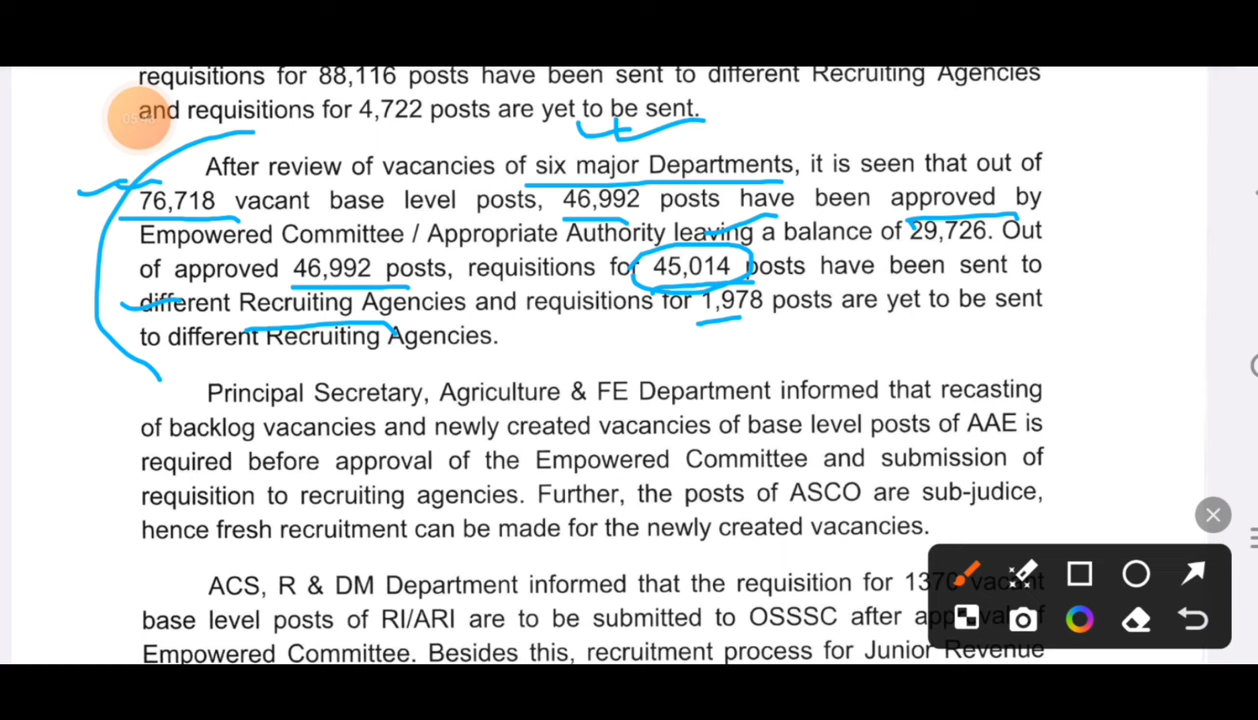 requisitions for 88,116 posts have been sent to different Recruiting Agencies
and requisitions for 4,722 posts are yet to be sent.
After review of vacancies of six major Departments, it is seen that out of
76,718 vacant base level posts, 46,992 posts have been approved by
Empowered Committee / Appropriate Authority leaving a balance of 29,726. Out
of approved 46,992 posts, requisitions for 45,014 posts have been sent to
different Recruiting Agencies and requisitions for 1,978 posts are yet to be sent
to different Recruiting Agencies.
Principal Secretary, Agriculture & FE Department informed that recasting
of backlog vacancies and newly created vacancies of base level posts of AAE is
required before approval of the Empowered Committee and submission of
requisition to recruiting agencies. Further, the posts of ASCO are sub-judice,
hence fresh recruitment can be made for the newly created vacancies.
ACS, R & DM Department informed that the requisition for 1370 vacant
base level posts of RI/ARI are to be submitted to OSSSC after approval of
Empowered Committee. Besides this, recruitment process for Junior Revenue